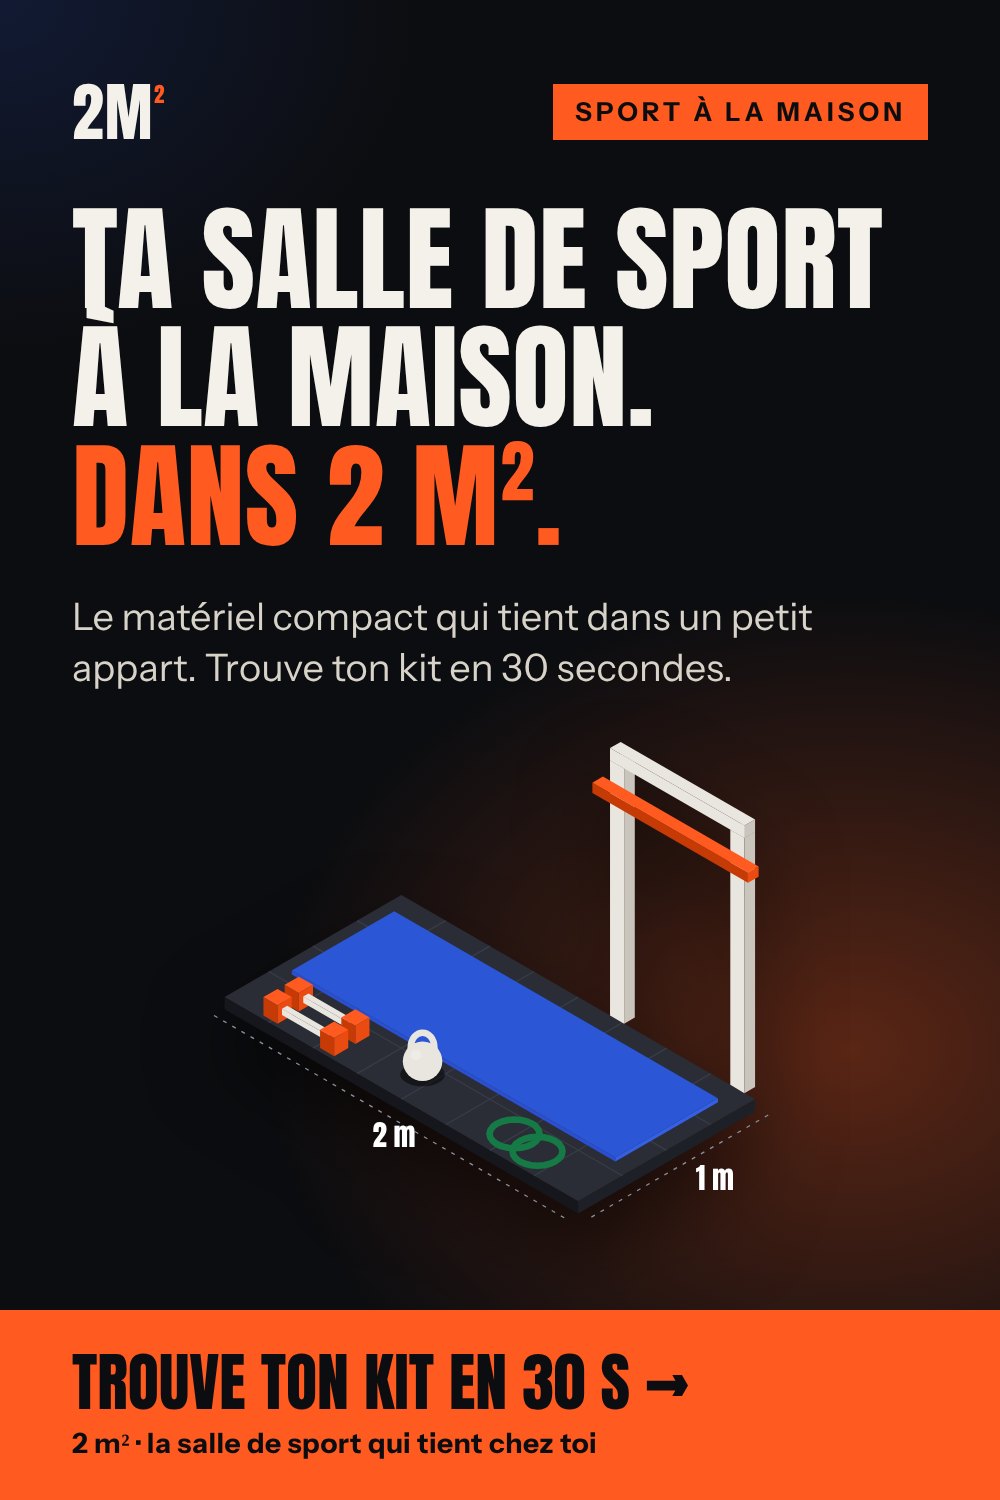 2M²
SPORT À LA MAISON
TA SALLE DE SPORT
À LA MAISON.
DANS 2 M².
Le matériel compact qui tient dans un petit
appart. Trouve ton kit en 30 secondes.
2 m
1 m
TROUVE TON KIT EN 30 S →
2 m² · la salle de sport qui tient chez toi